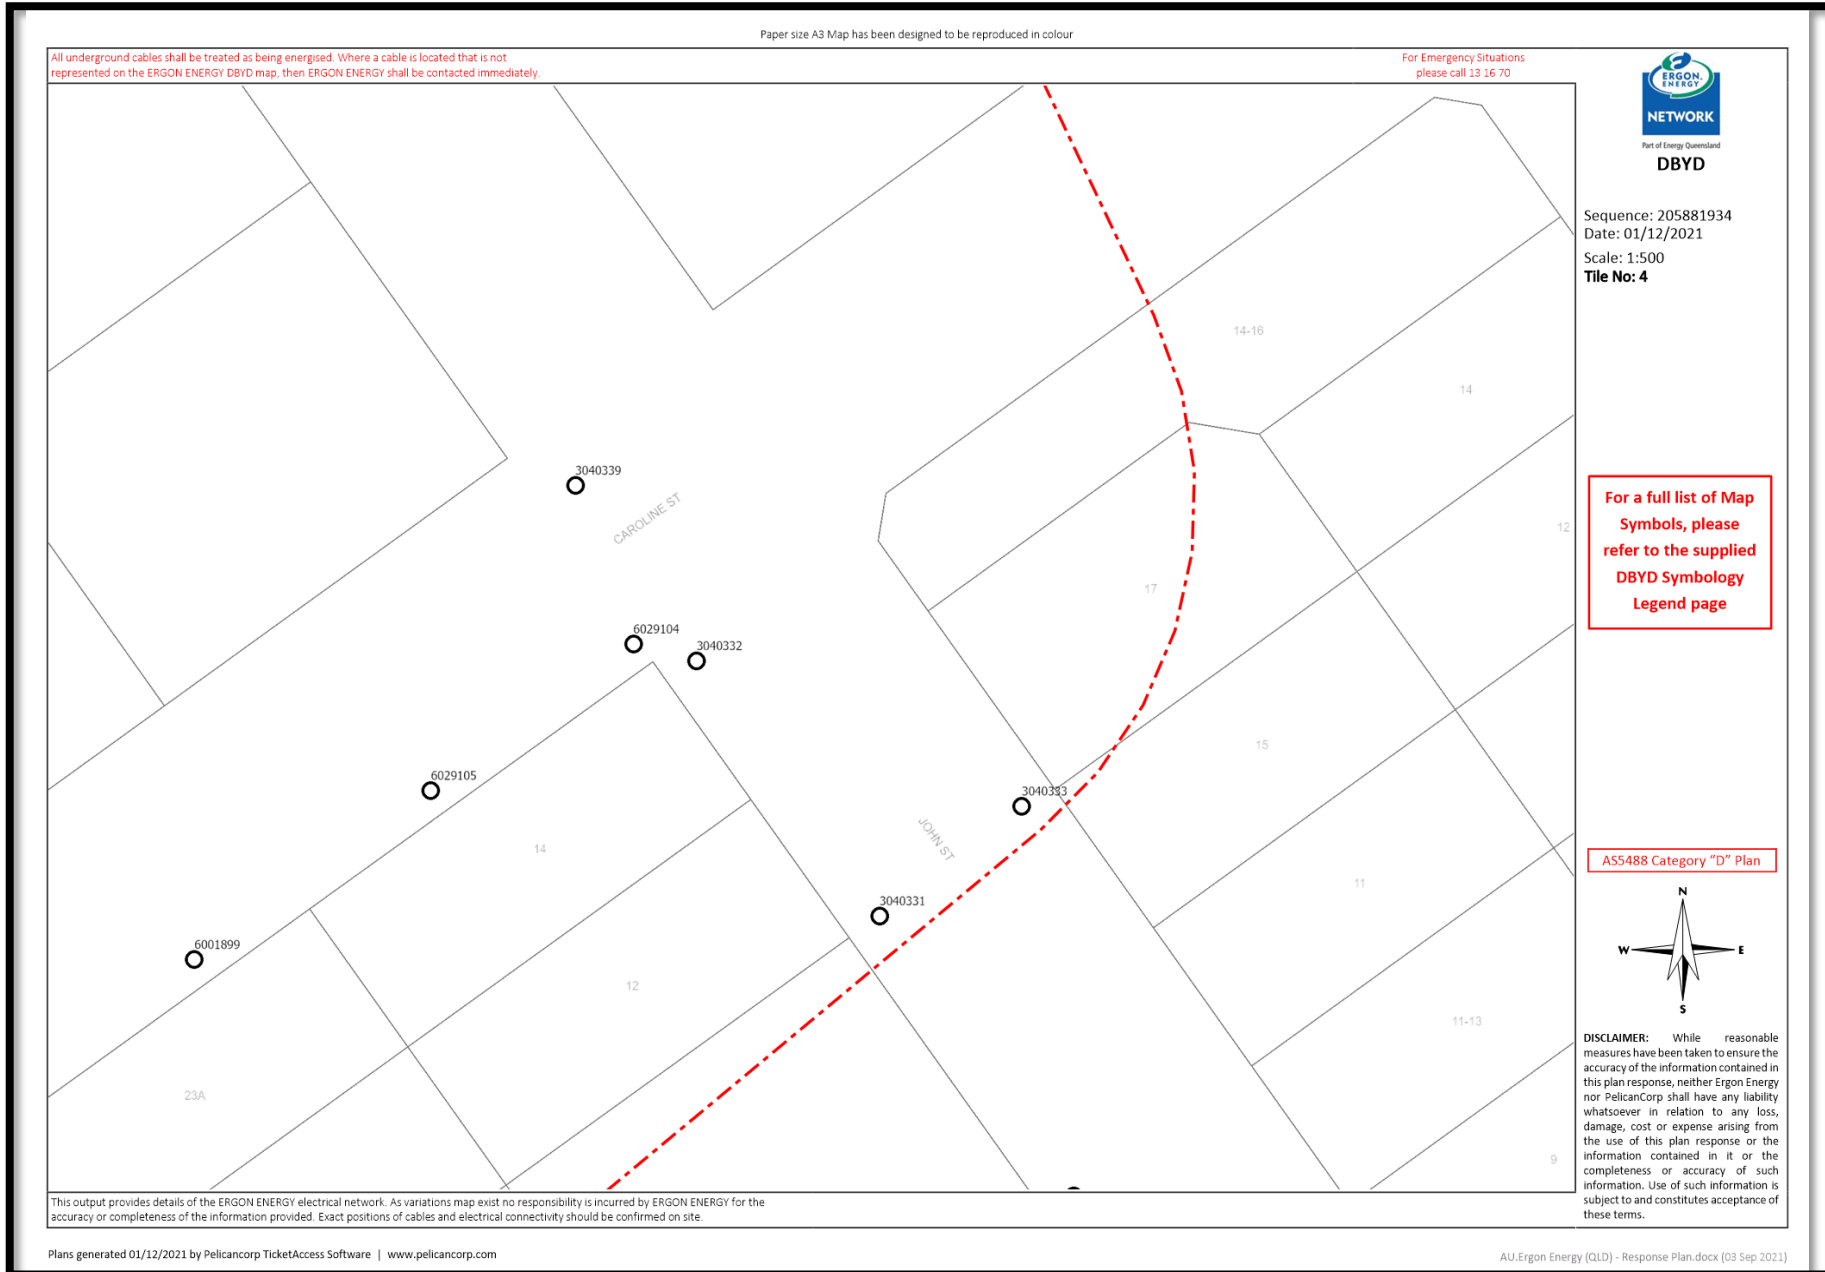 Paper size A3 Map has been designed to be reproduced in colour
All underground cables shall be treated as being energised. Where a cable is located that is not
represented on the ERGON ENERGY DBYD map, then ERGON ENERGY shall be contacted immediately.
For Emergency Situations
please call 13 16 70
ERGON.
ENERGY
NETWORK
Part of Energy Queensland
DBYD
Sequence: 205881934
Date: 01/12/2021
Scale: 1:500
Tile No: 4
14-16
14
3040339
CAROLINE ST
12
17
6029104
3040332
15
6029105
3040333
14
JOHN ST
11
3040331
6001899
12
11-13
23A
9
For a full list of Map
Symbols, please
refer to the supplied
DBYD Symbology
Legend page
AS5488 Category "D" Plan
N
W
E
S
DISCLAIMER: While reasonable
measures have been taken to ensure the
accuracy of the information contained in
this plan response, neither Ergon Energy
nor PelicanCorp shall have any liability
whatsoever in relation to any loss,
damage, cost or expense arising from
the use of this plan response or the
information contained in it or the
completeness or accuracy of such
information. Use of such information is
subject to and constitutes acceptance of
these terms.
This output provides details of the ERGON ENERGY electrical network. As variations map exist no responsibility is incurred by ERGON ENERGY for the
accuracy or completeness of the information provided. Exact positions of cables and electrical connectivity should be confirmed on site.
Plans generated 01/12/2021 by Pelicancorp TicketAccess Software | www.pelicancorp.com
AU.Ergon Energy (QLD) - Response Plan.docx (03 Sep 2021)